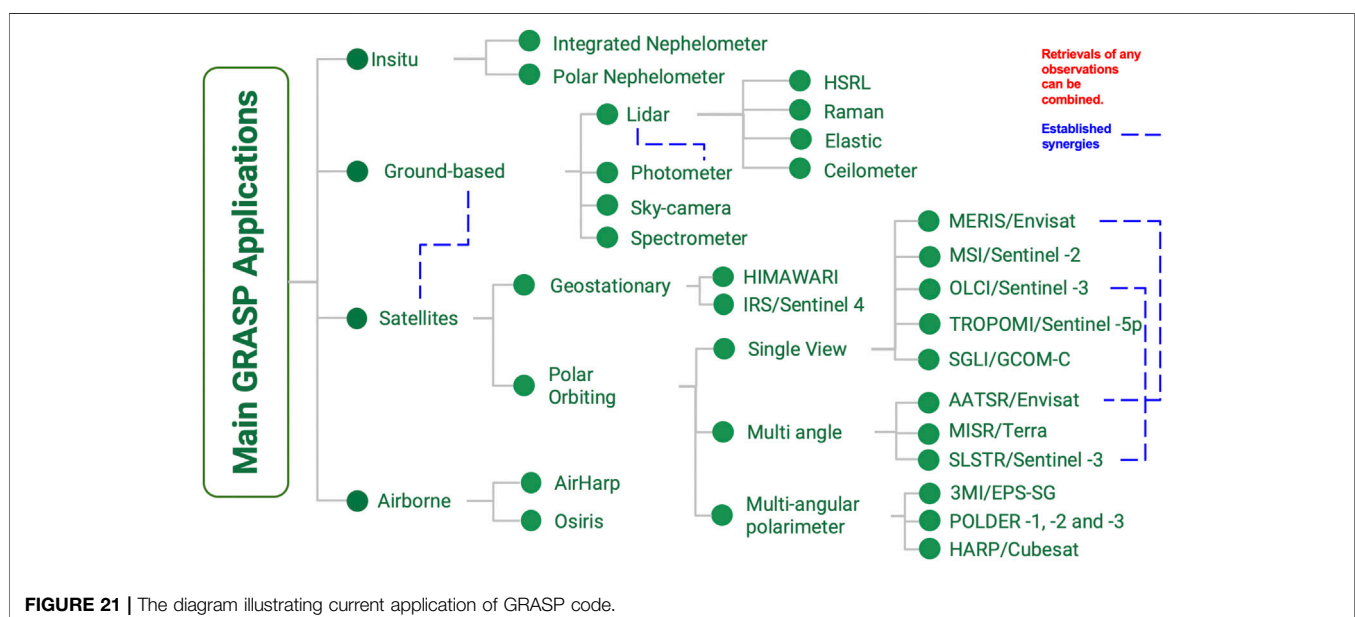 Main GRASP Applications
Insitu
Integrated Nephelometer
Polar Nephelometer
Ground-based
Lidar
HSRL
Raman
Elastic
Ceilometer
Photometer
Sky-camera
Spectrometer
Satellites
Geostationary
HIMAWARI
IRS/Sentinel 4
Polar
Orbiting
Single View
MERIS/Envisat
MSI/Sentinel -2
OLCI/Sentinel -3
TROPOMI/Sentinel -5p
SGLI/GCOM-C
Multi angle
AATSR/Envisat
MISR/Terra
SLSTR/Sentinel -3
Multi-angular
polarimeter
3MI/EPS-SG
POLDER -1, -2 and -3
HARP/Cubesat
Airborne
AirHarp
Osiris
Retrievals of any
observations
can be
combined.
Established
synergies
FIGURE 21 | The diagram illustrating current application of GRASP code.